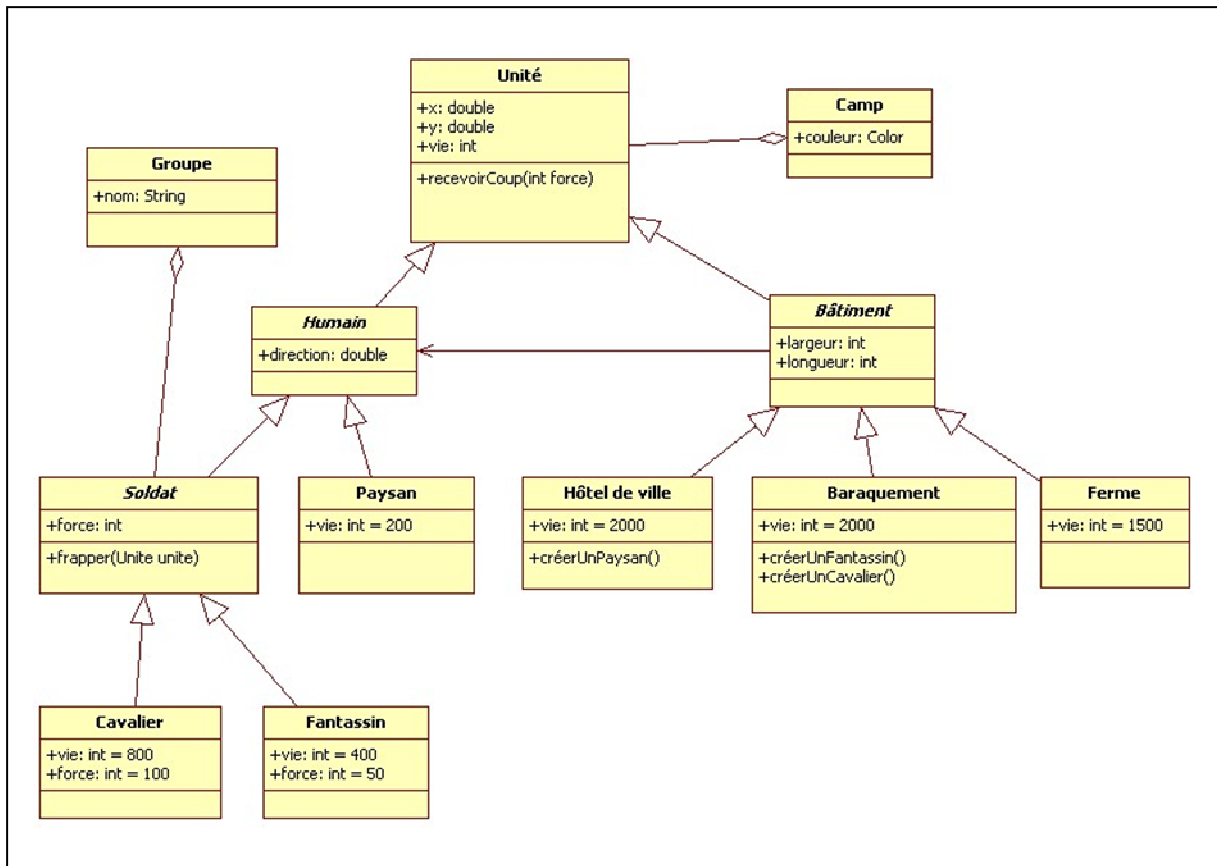 Unité
+x: double
+y: double
+vie: int
+recevoirCoup(int force)
Camp
+couleur: Color
Groupe
+nom: String
Humain
+direction: double
Bâtiment
+largeur: int
+longueur: int
Soldat
+force: int
+frapper(Unite unite)
Paysan
+vie: int = 200
Hôtel de ville
+vie: int = 2000
+créerUnPaysan()
Baraquement
+vie: int = 2000
+créerUnFantassin()
+créerUnCavalier()
Ferme
+vie: int = 1500
Cavalier
+vie: int = 800
+force: int = 100
Fantassin
+vie: int = 400
+force: int = 50